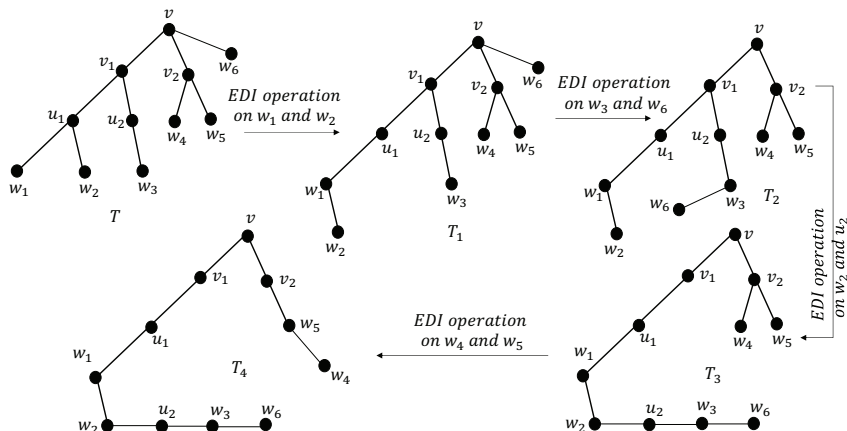 v
v₁
w₆
v₂
u₁
u₂
w₄
w₅
w₁
w₂
w₃
T
EDI operation
on w₁ and w₂
v
v₁
w₆
v₂
u₁
u₂
w₄
w₅
w₁
w₃
w₂
T₁
EDI operation
on w₃ and w₆
v
v₁
v₂
u₁
u₂
w₄
w₅
w₁
w₆
w₃
w₂
T₂
EDI operation
on w₂ and u₂
v
v₁
v₂
u₁
w₄
w₅
w₁
T₃
w₂
u₂
w₃
w₆
EDI operation
on w₄ and w₅
v
v₁
v₂
u₁
w₅
w₁
w₄
T₄
w₂
u₂
w₃
w₆